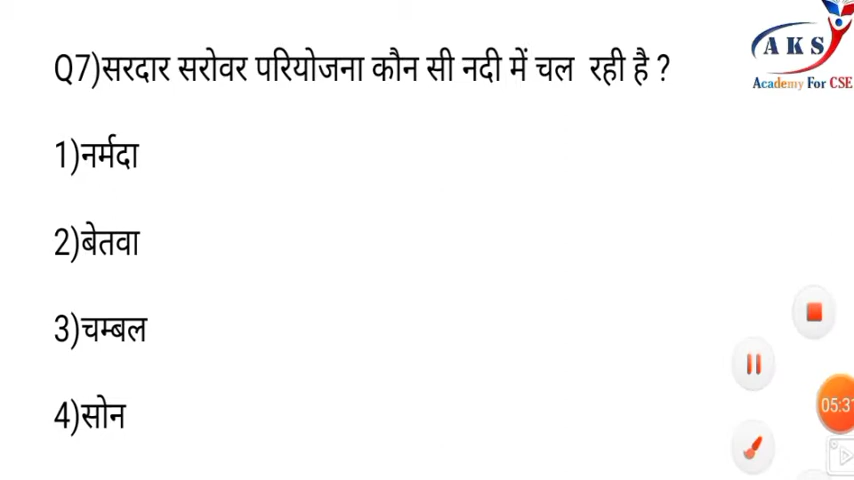 Q7)सरदार सरोवर परियोजना कौन सी नदी में चल रही है ?
AKS
Academy For CSE
1)नर्मदा
2)बेतवा
3)चम्बल
4)सोन
05:31